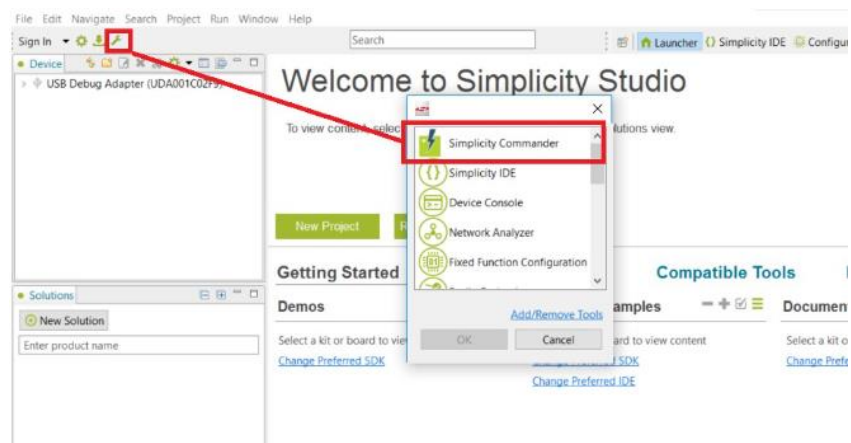 File Edit Navigate Search Project Run Window Help
Sign In
Search
Launcher
Simplicity IDE
Device
USB Debug Adapter
Welcome to Simplicity Studio
To view content,
utions view.
Simplicity Commander
Simplicity IDE
Device Console
Network Analyzer
Fixed Function Configuration
New Project
Getting Started
Compatible Tools
Solutions
New Solution
Enter product name
Demos
Add/Remove Tools
amples
Documen
OK
Cancel
Select a kit or board to
ard to view content
Select a kit o
Change Preferred SDK
SDK
Change Prefe
Change Preferred IDE